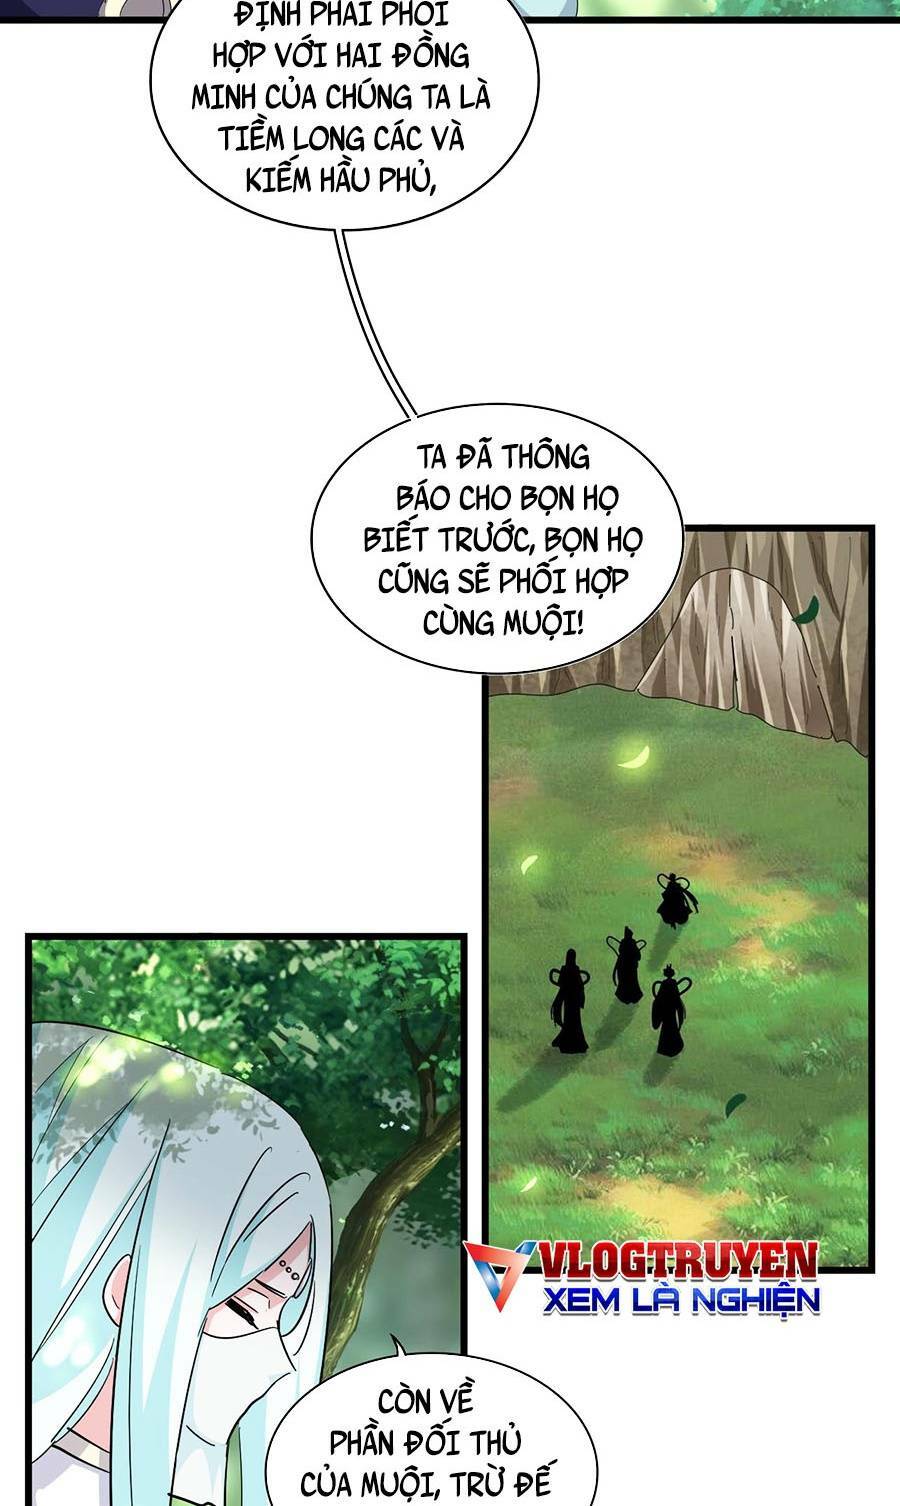 ĐỊNH PHẢI PHỐI
HỢP VỚI HAI ĐỒNG
MINH CỦA CHÚNG TA LÀ
TIỀM LONG CÁC VÀ
KIẾM HẦU PHỦ,
TA ĐÃ THÔNG
BÁO CHO BỌN HỌ
BIẾT TRƯỚC, BỌN HỌ
CŨNG SẼ PHỐI HỢP
CÙNG MUỘI!
VLOGTRUYEN
XEM LÀ NGHIỆN
CÒN VỀ
PHẦN ĐỐI THỦ
CỦA MUỘI, TRỪ ĐẾ